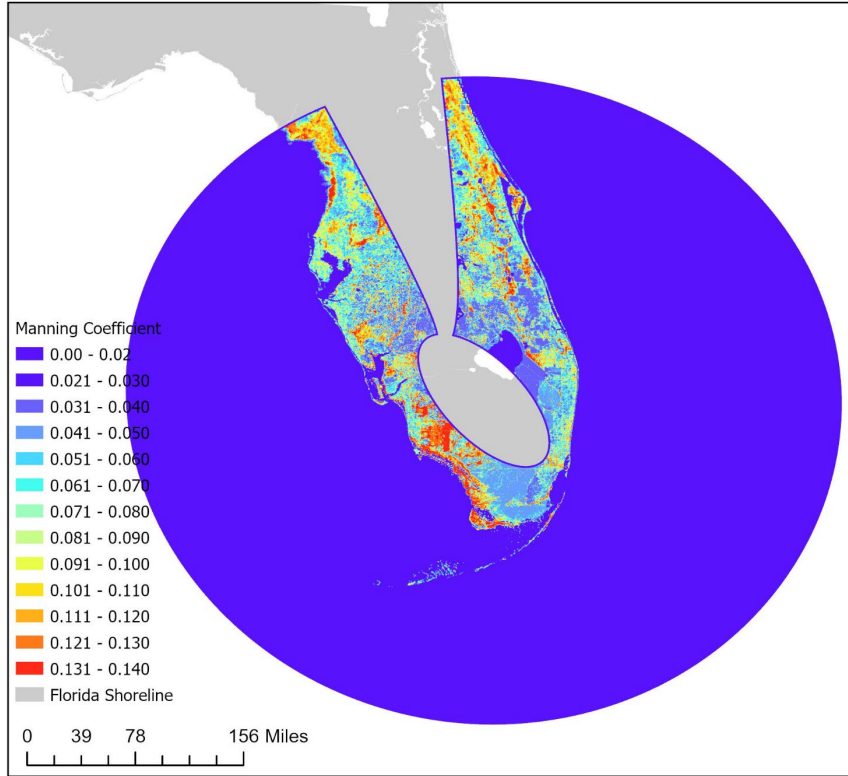 Manning Coefficient
0.00 - 0.02
0.021 - 0.030
0.031 - 0.040
0.041 - 0.050
0.051 - 0.060
0.061 - 0.070
0.071 - 0.080
0.081 - 0.090
0.091 - 0.100
0.101 - 0.110
0.111 - 0.120
0.121 - 0.130
0.131 - 0.140
Florida Shoreline
0 39 78 156 Miles